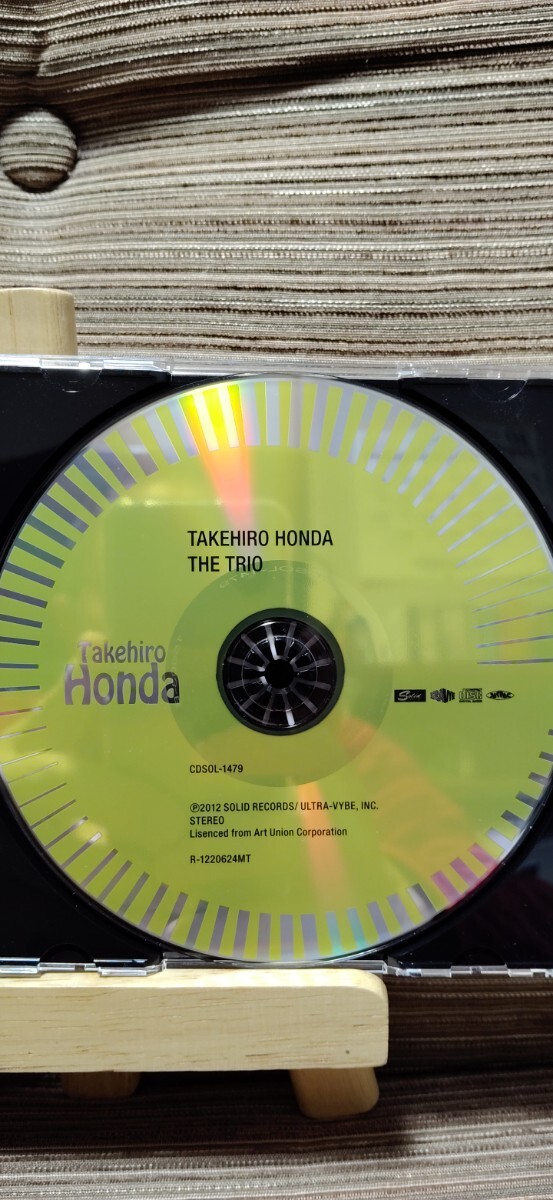 TAKEHIRO HONDA
THE TRIO
Takehiro
Honda
Solid
CDSOL-1479
℗2012 SOLID RECORDS/ ULTRA-VYBE, INC.
STEREO
Lisenced from Art Union Corporation
R-1220624MT